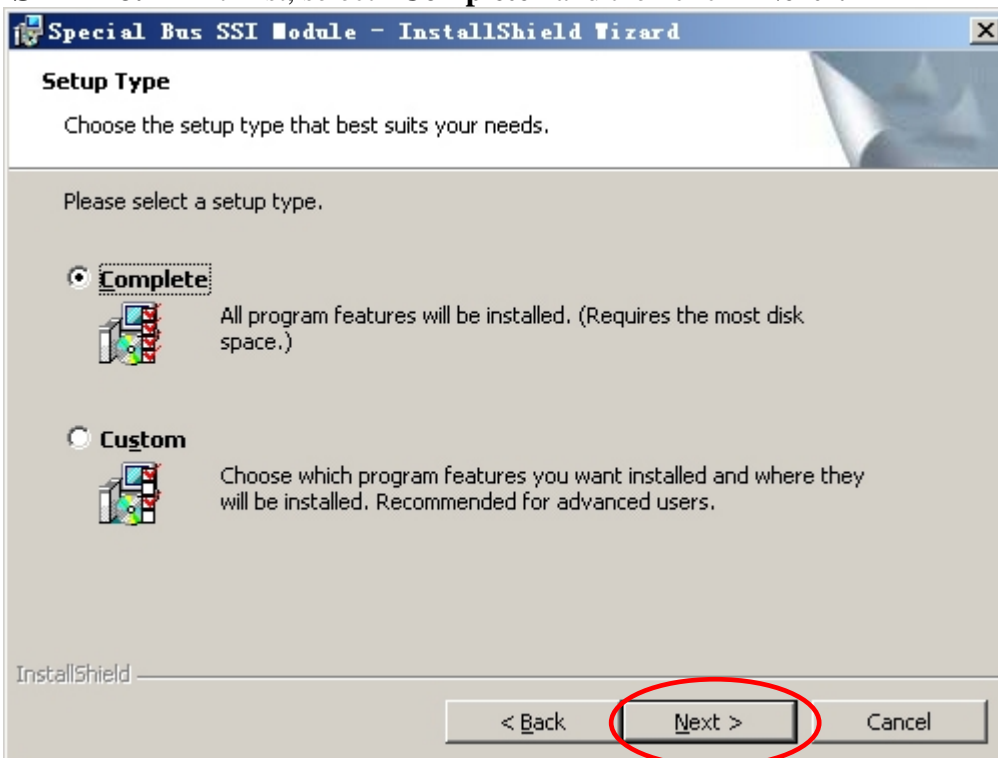 Special Bus SSI Module - InstallShield Wizard
Setup Type
Choose the setup type that best suits your needs.
Please select a setup type.
Complete
All program features will be installed. (Requires the most disk
space.)
Custom
Choose which program features you want installed and where they
will be installed. Recommended for advanced users.
InstallShield
< Back Next > Cancel